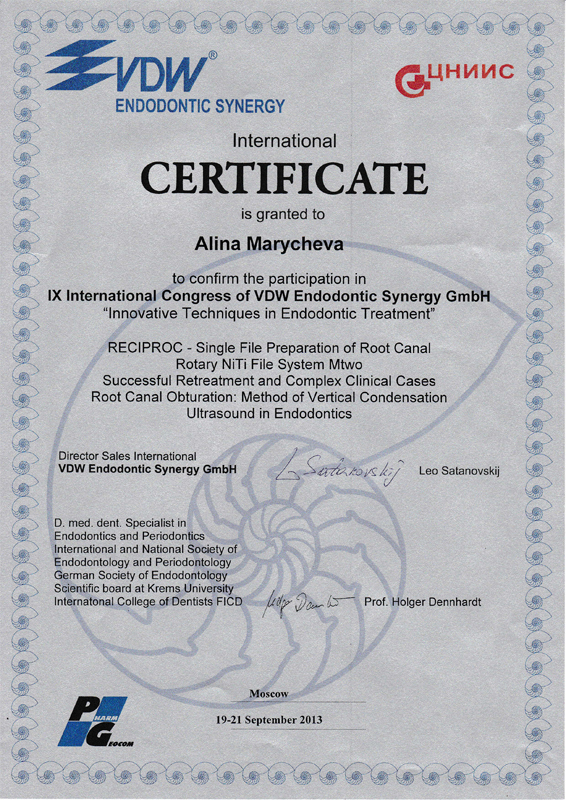 VDW®
ENDODONTIC SYNERGY
ЦНИИС
International
CERTIFICATE
is granted to
Alina Marycheva
to confirm the participation in
IX International Congress of VDW Endodontic Synergy GmbH
“Innovative Techniques in Endodontic Treatment”
RECIPROC - Single File Preparation of Root Canal
Rotary NiTi File System Mtwo
Successful Retreatment and Complex Clinical Cases
Root Canal Obturation: Method of Vertical Condensation
Ultrasound in Endodontics
Director Sales International
VDW Endodontic Synergy GmbH
L Satanovskij
Leo Satanovskij
D. med. dent. Specialist in
Endodontics and Periodontics
International and National Society of
Endodontology and Periodontology
German Society of Endodontology
Scientific board at Krems University
International College of Dentists FICD
Prof. Holger Dennhardt
Moscow
19-21 September 2013
PHARM
GEOCOM